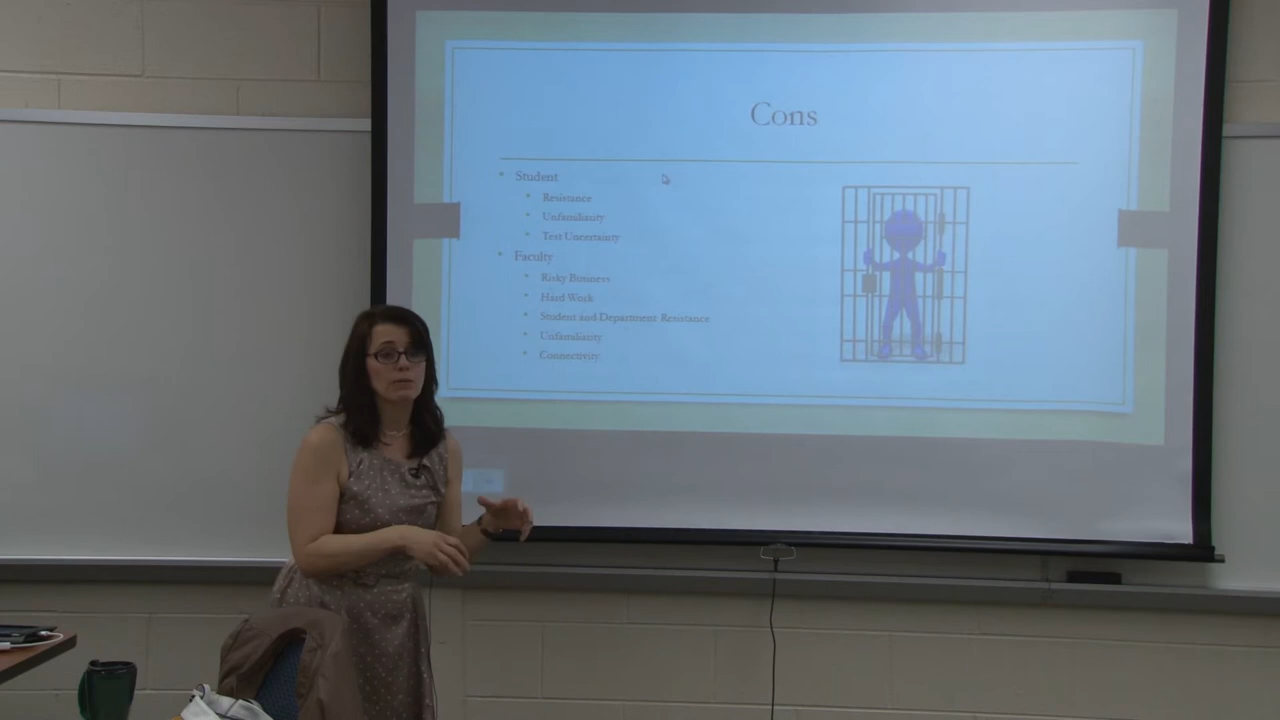 Cons
Student
Resistance
Unfamiliarity
Test Uncertainty
Faculty
Risky Business
Hard Work
Student and Department Resistance
Unfamiliarity
Connectivity